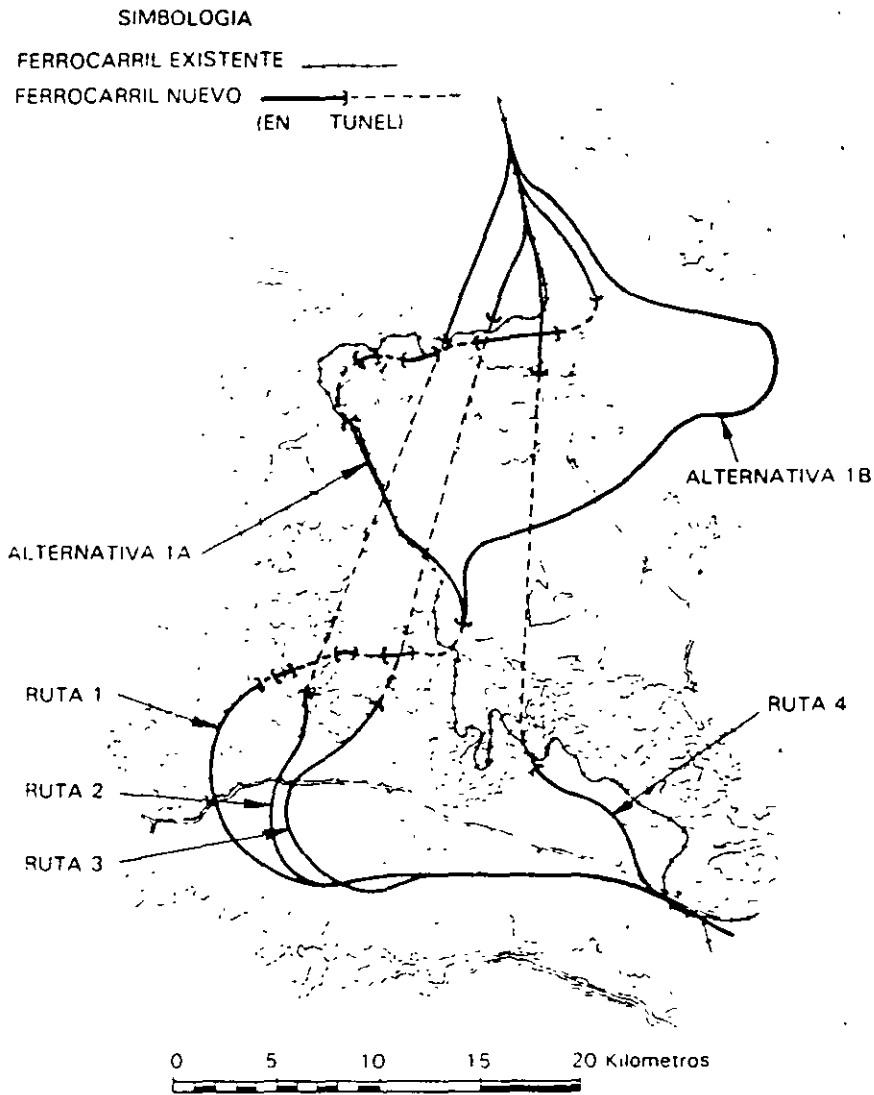 SIMBOLOGIA
FERROCARRIL EXISTENTE
FERROCARRIL NUEVO
(EN TUNEL)
ALTERNATIVA 1B
ALTERNATIVA 1A
RUTA 1
RUTA 4
RUTA 2
RUTA 3
0 5 10 15 20 Kilometros